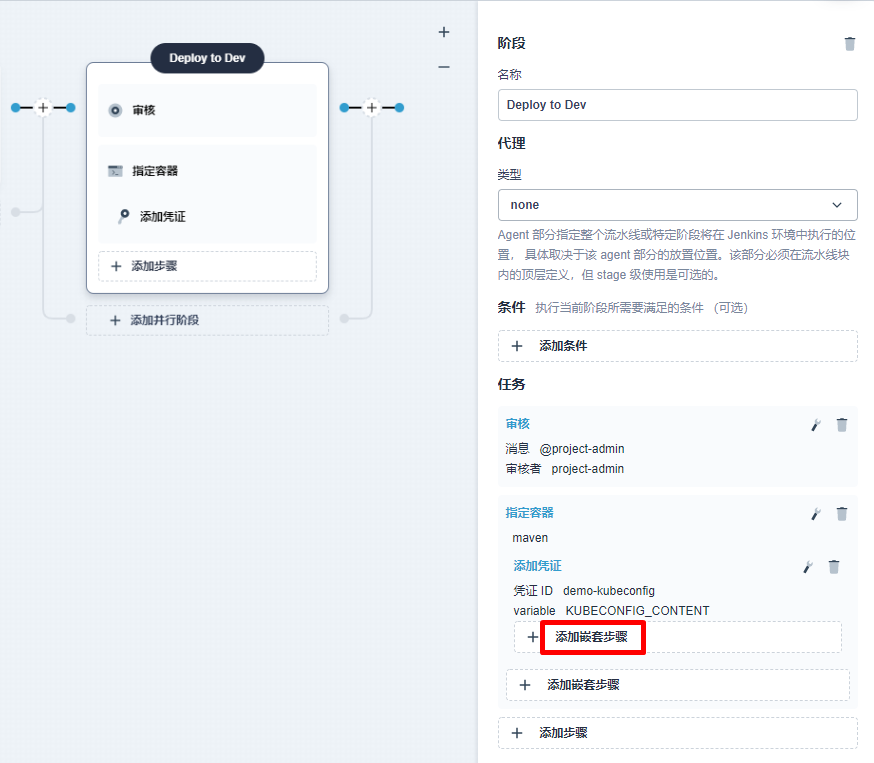 Deploy to Dev
审核
指定容器
添加凭证
添加步骤
添加并行阶段
阶段
名称
Deploy to Dev
代理
类型
none
Agent 部分指定整个流水线或特定阶段将在 Jenkins 环境中执行的位
置， 具体取决于该 agent 部分的放置位置。该部分必须在流水线块
内的顶层定义，但 stage 级使用是可选的。
条件 执行当前阶段所需要满足的条件 （可选）
添加条件
任务
审核
消息 @project-admin
审核者 project-admin
指定容器
maven
添加凭证
凭证 ID demo-kubeconfig
variable KUBECONFIG_CONTENT
添加嵌套步骤
添加嵌套步骤
添加步骤